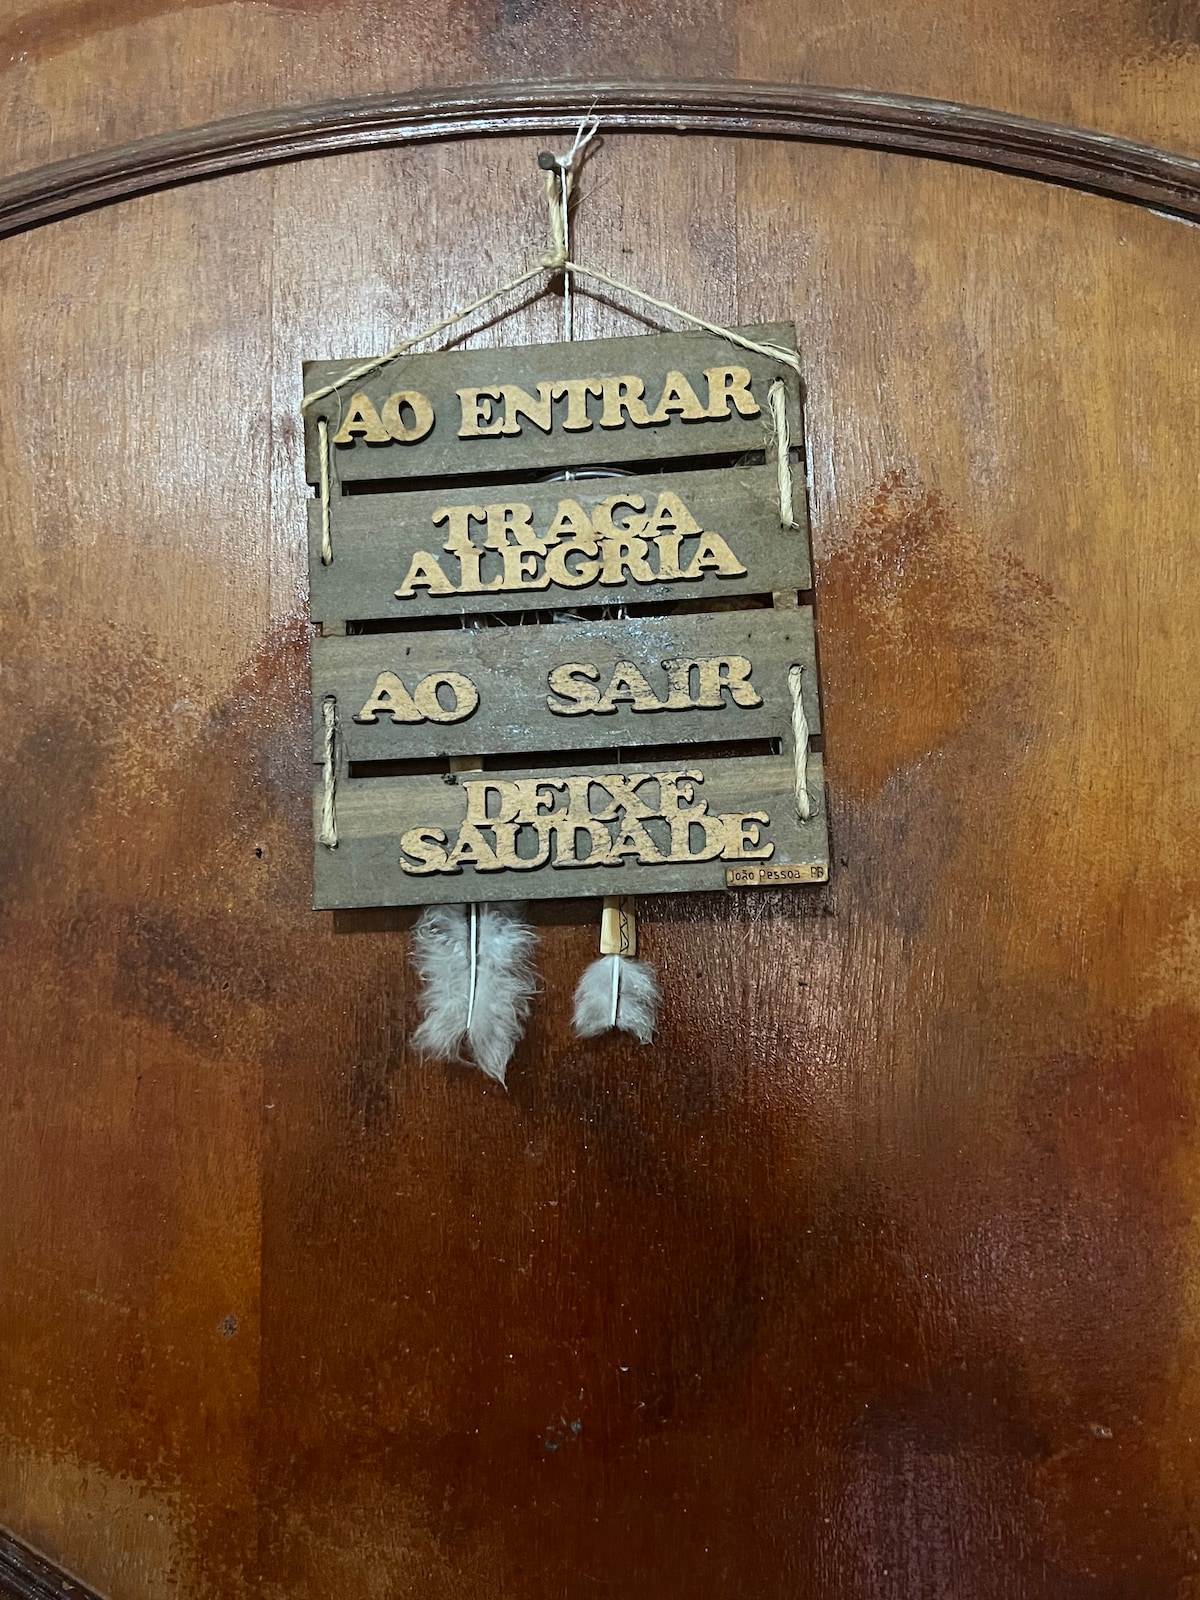 AO ENTRAR
TRAGA
ALEGRIA
AO SAIR
DEIXE
SAUDADE
João Pessoa - PB